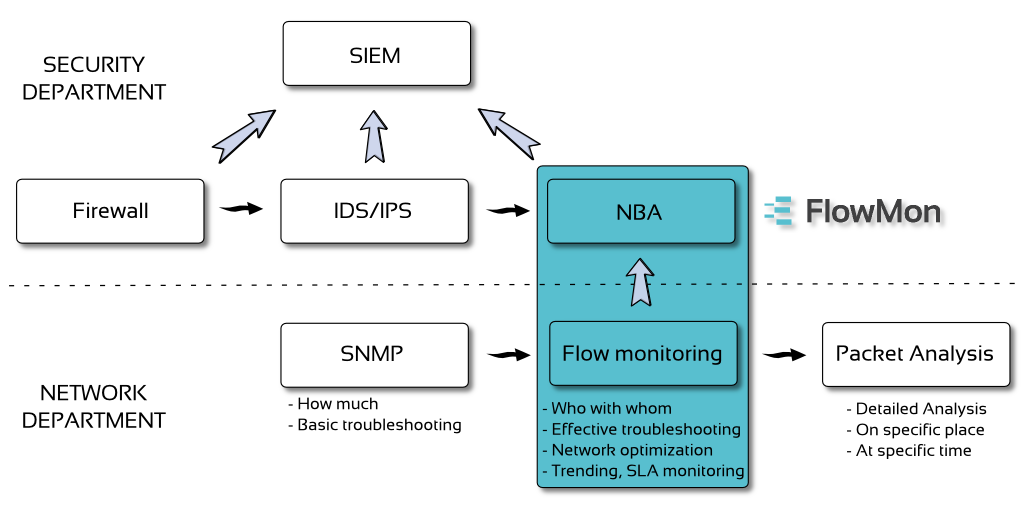 SECURITY
DEPARTMENT
SIEM
Firewall
IDS/IPS
NBA
FlowMon
NETWORK
DEPARTMENT
SNMP
- How much
- Basic troubleshooting
Flow monitoring
- Who with whom
- Effective troubleshooting
- Network optimization
- Trending, SLA monitoring
Packet Analysis
- Detailed Analysis
- On specific place
- At specific time